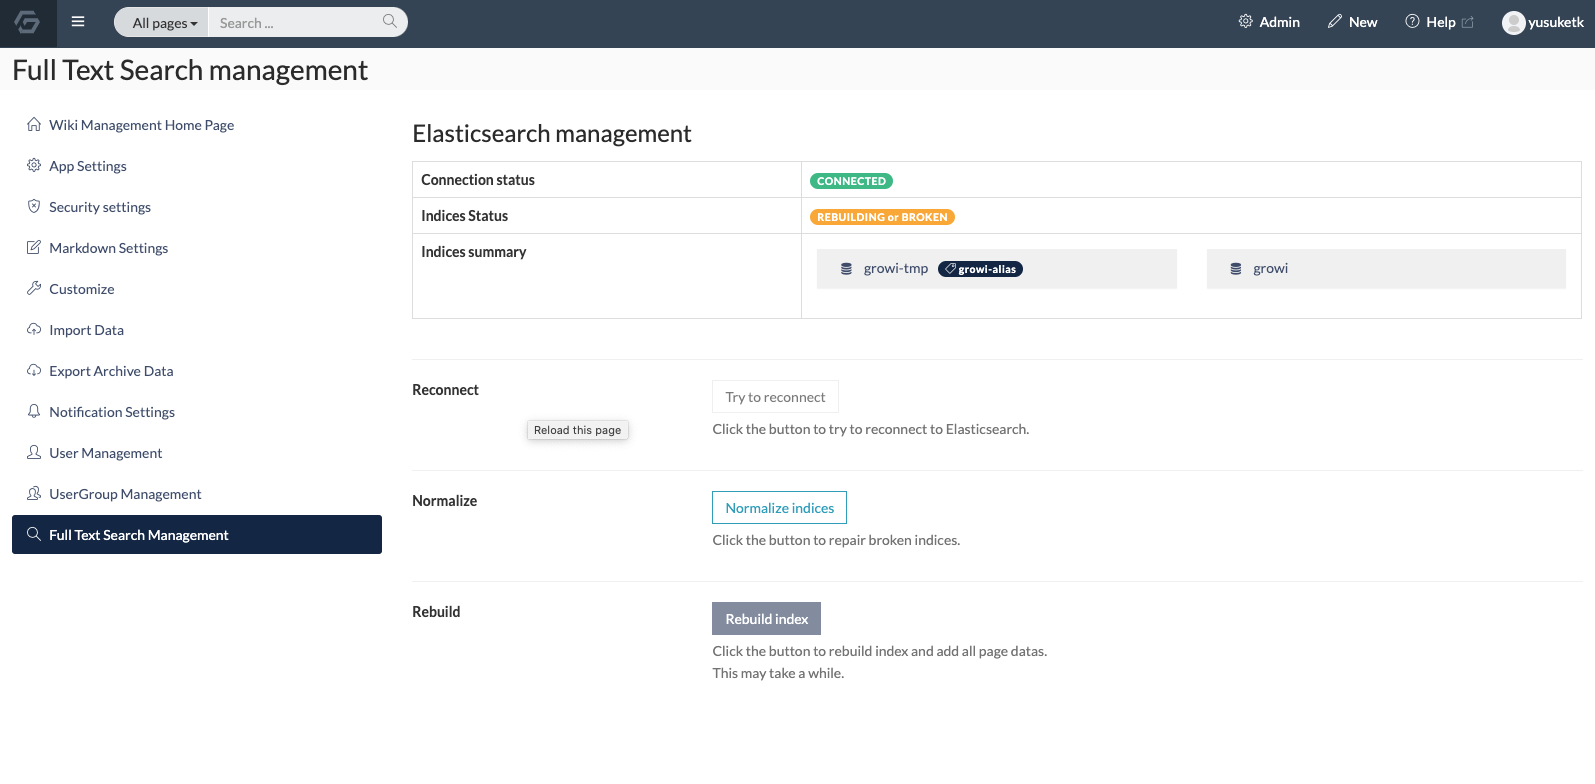 All pages
Search ...
Admin
New
Help
yusuketk
Full Text Search management
Wiki Management Home Page
App Settings
Security settings
Markdown Settings
Customize
Import Data
Export Archive Data
Notification Settings
User Management
UserGroup Management
Full Text Search Management
Elasticsearch management
Connection status
CONNECTED
Indices Status
REBUILDING or BROKEN
Indices summary
growi-tmp
growi-alias
growi
Reconnect
Try to reconnect
Click the button to try to reconnect to Elasticsearch.
Reload this page
Normalize
Normalize indices
Click the button to repair broken indices.
Rebuild
Rebuild index
Click the button to rebuild index and add all page datas.
This may take a while.